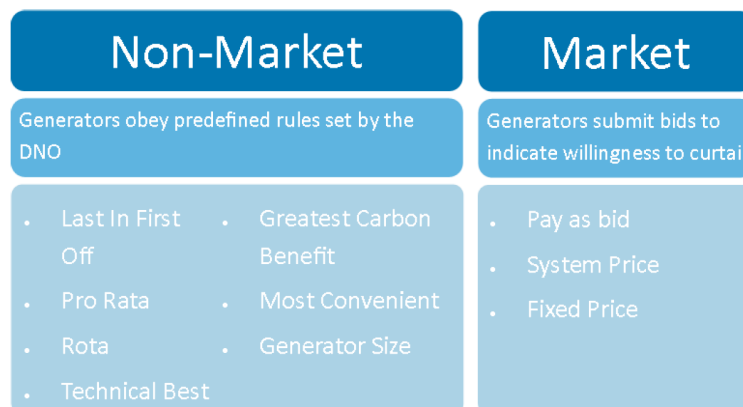 Non-Market
Generators obey predefined rules set by the
DNO
• Last In First
Off
• Pro Rata
• Rota
• Technical Best
• Greatest Carbon
Benefit
• Most Convenient
• Generator Size
Market
Generators submit bids to
indicate willingness to curtai
• Pay as bid
• System Price
• Fixed Price